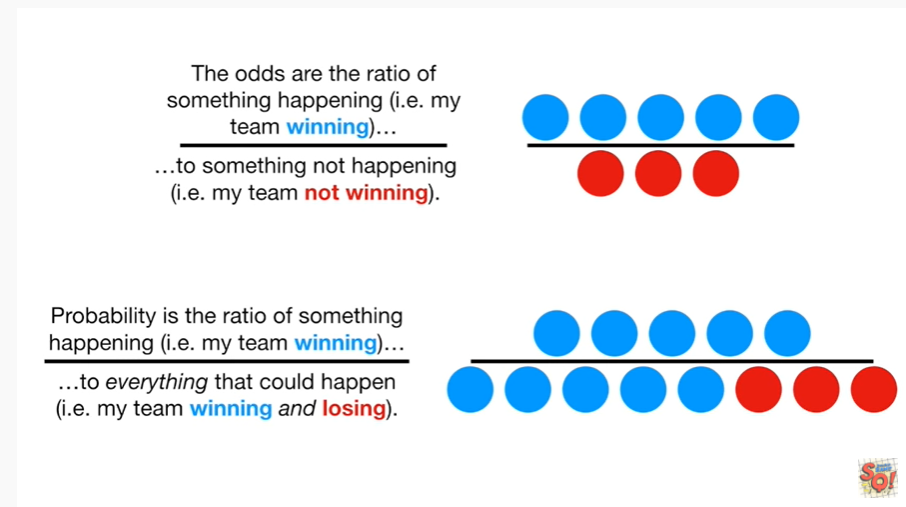 The odds are the ratio of
something happening (i.e. my
team winning)…
…to something not happening
(i.e. my team not winning).
Probability is the ratio of something
happening (i.e. my team winning)…
…to everything that could happen
(i.e. my team winning and losing).